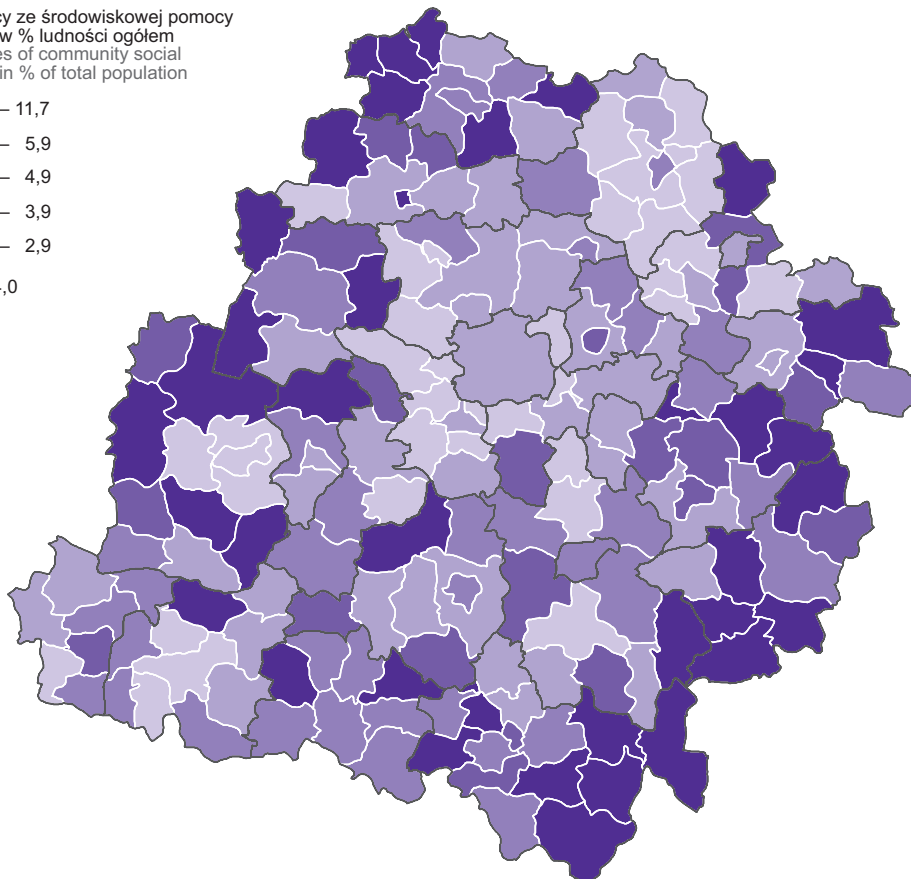 cy ze środowiskowej pomocy
w % ludności ogółem
es of community social
in % of total population
– 11,7
– 5,9
– 4,9
– 3,9
– 2,9
4,0